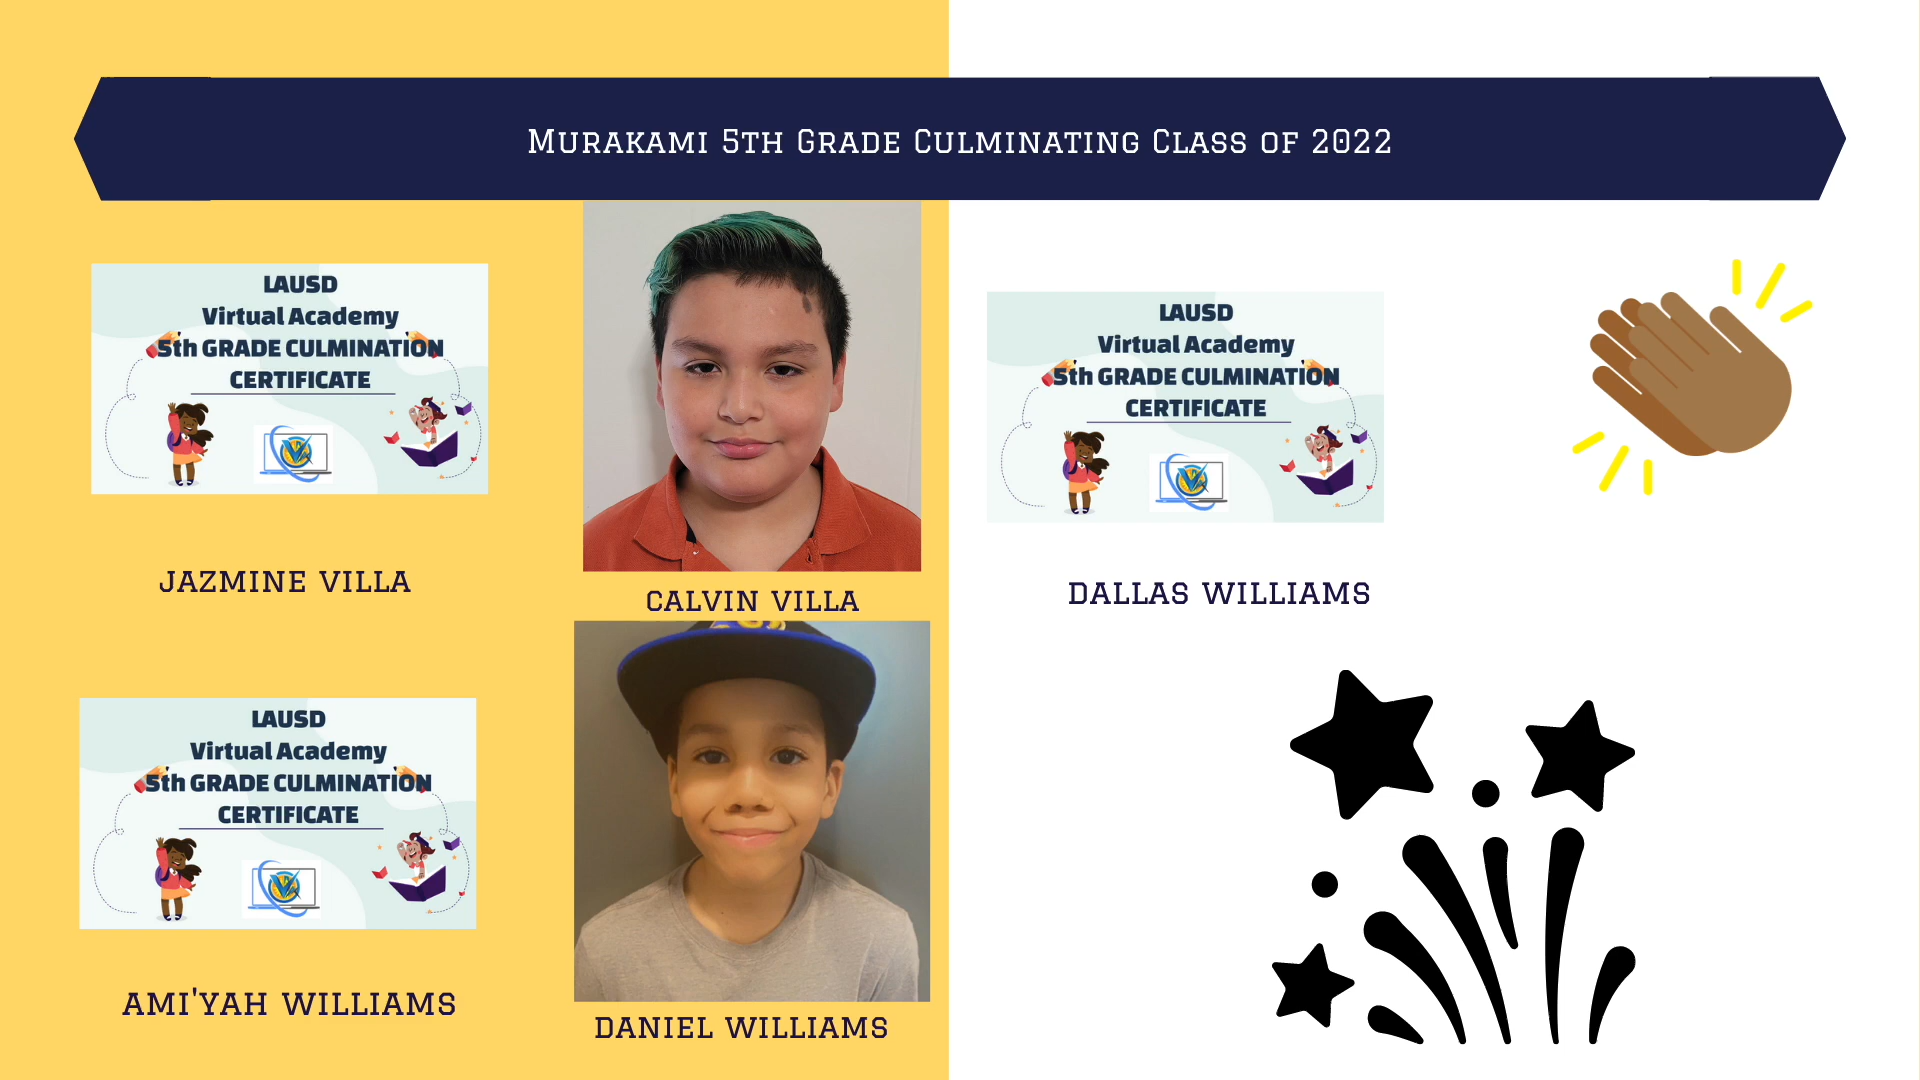 Murakami 5th Grade Culminating Class of 2022
LAUSD
Virtual Academy
5th GRADE CULMINATION
CERTIFICATE
JAZMINE VILLA
CALVIN VILLA
LAUSD
Virtual Academy
5th GRADE CULMINATION
CERTIFICATE
DALLAS WILLIAMS
LAUSD
Virtual Academy
5th GRADE CULMINATION
CERTIFICATE
AMI'YAH WILLIAMS
DANIEL WILLIAMS